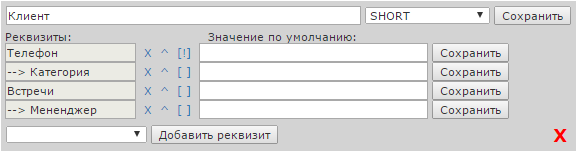 Клиент SHORT Сохранить
Реквизиты: Значение по умолчанию:
Телефон X ^ [!] Сохранить
--> Категория X ^ [ ] Сохранить
Встречи X ^ [ ] Сохранить
--> Мененджер X ^ [ ] Сохранить
Добавить реквизит X